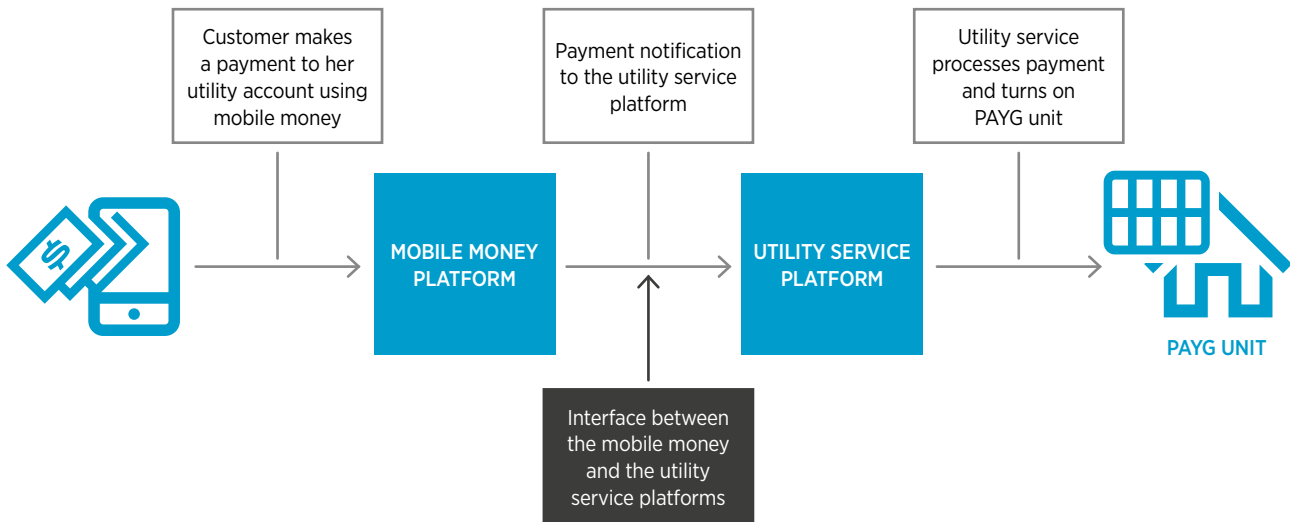 Customer makes
a payment to her
utility account using
mobile money
Payment notification
to the utility service
platform
Utility service
processes payment
and turns on
PAYG unit
$
MOBILE MONEY
PLATFORM
UTILITY SERVICE
PLATFORM
PAYG UNIT
Interface between
the mobile money
and the utility
service platforms